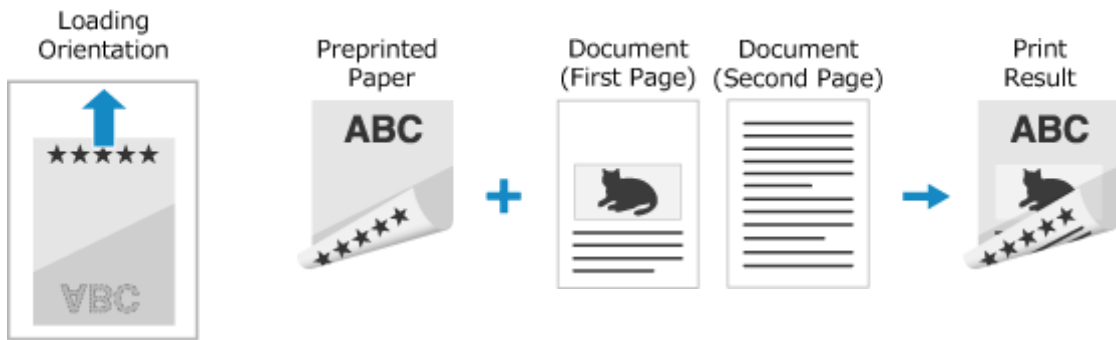 Loading
Orientation
Preprinted
Paper
Document
(First Page)
Document
(Second Page)
Print
Result
★★★★★
ABC
ABC
★★★★★
ABC
★★★★★